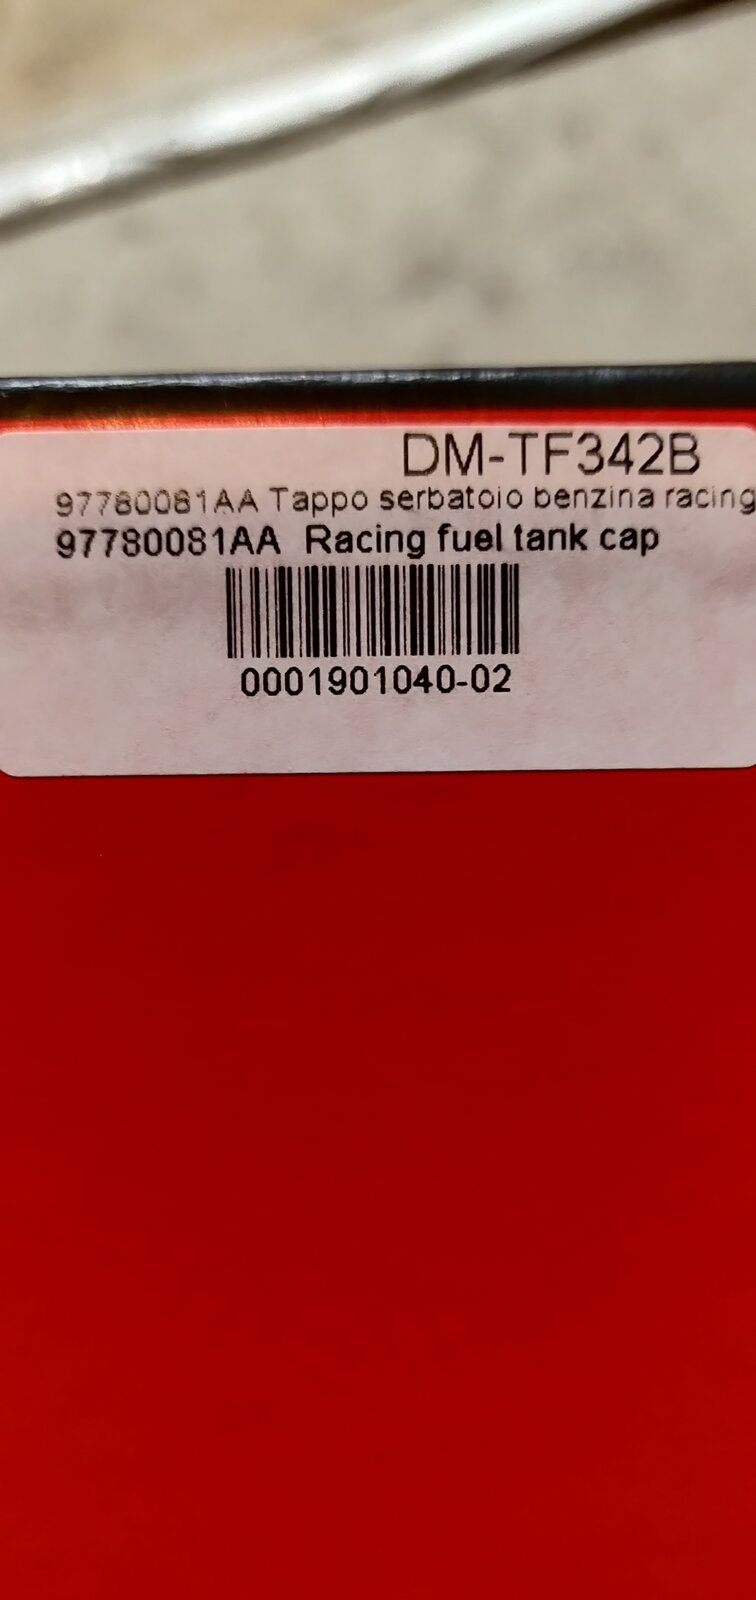 DM-TF342B
97780081AA Tappo serbatoio benzina racing
97780081AA Racing fuel tank cap
0001901040-02